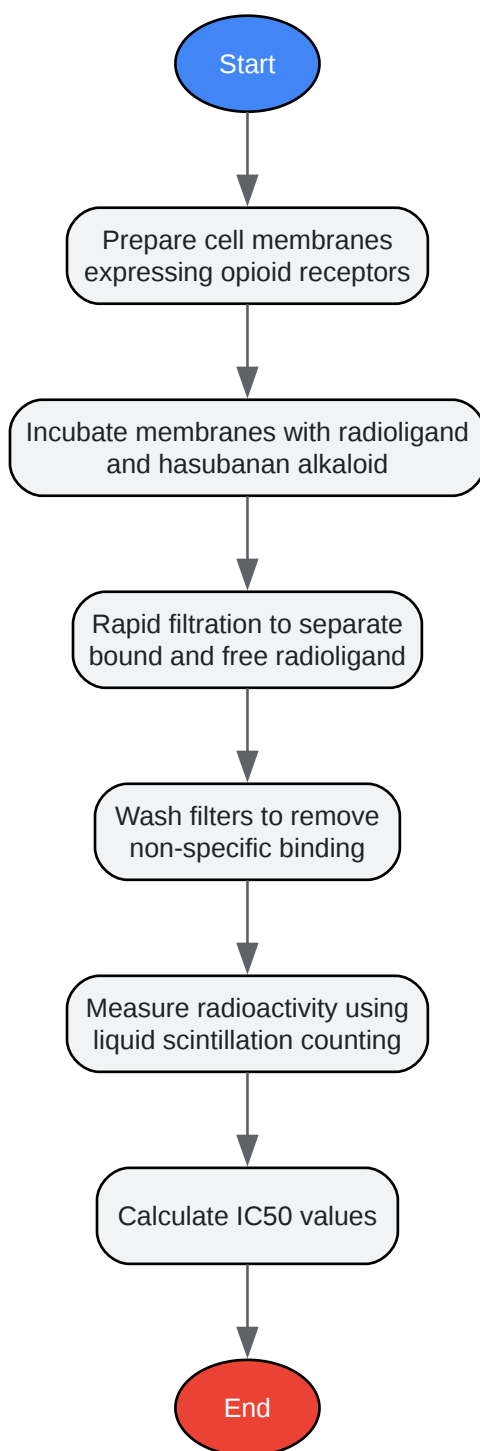 Start
Prepare cell membranes
expressing opioid receptors
Incubate membranes with radioligand
and hasubanan alkaloid
Rapid filtration to separate
bound and free radioligand
Wash filters to remove
non-specific binding
Measure radioactivity using
liquid scintillation counting
Calculate IC50 values
End